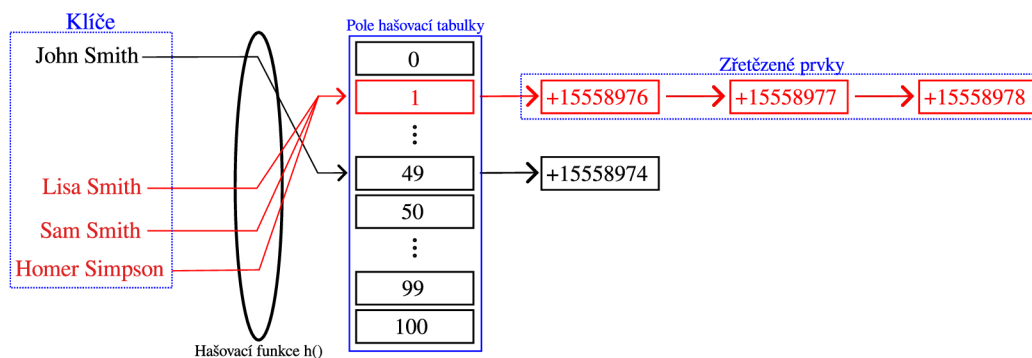 Klíče
John Smith
Lisa Smith
Sam Smith
Homer Simpson
Hašovací funkce h()
Pole hašovací tabulky
0
1
⋮
49
50
⋮
99
100
Zřetězené prvky
+15558976
+15558977
+15558978
+15558974